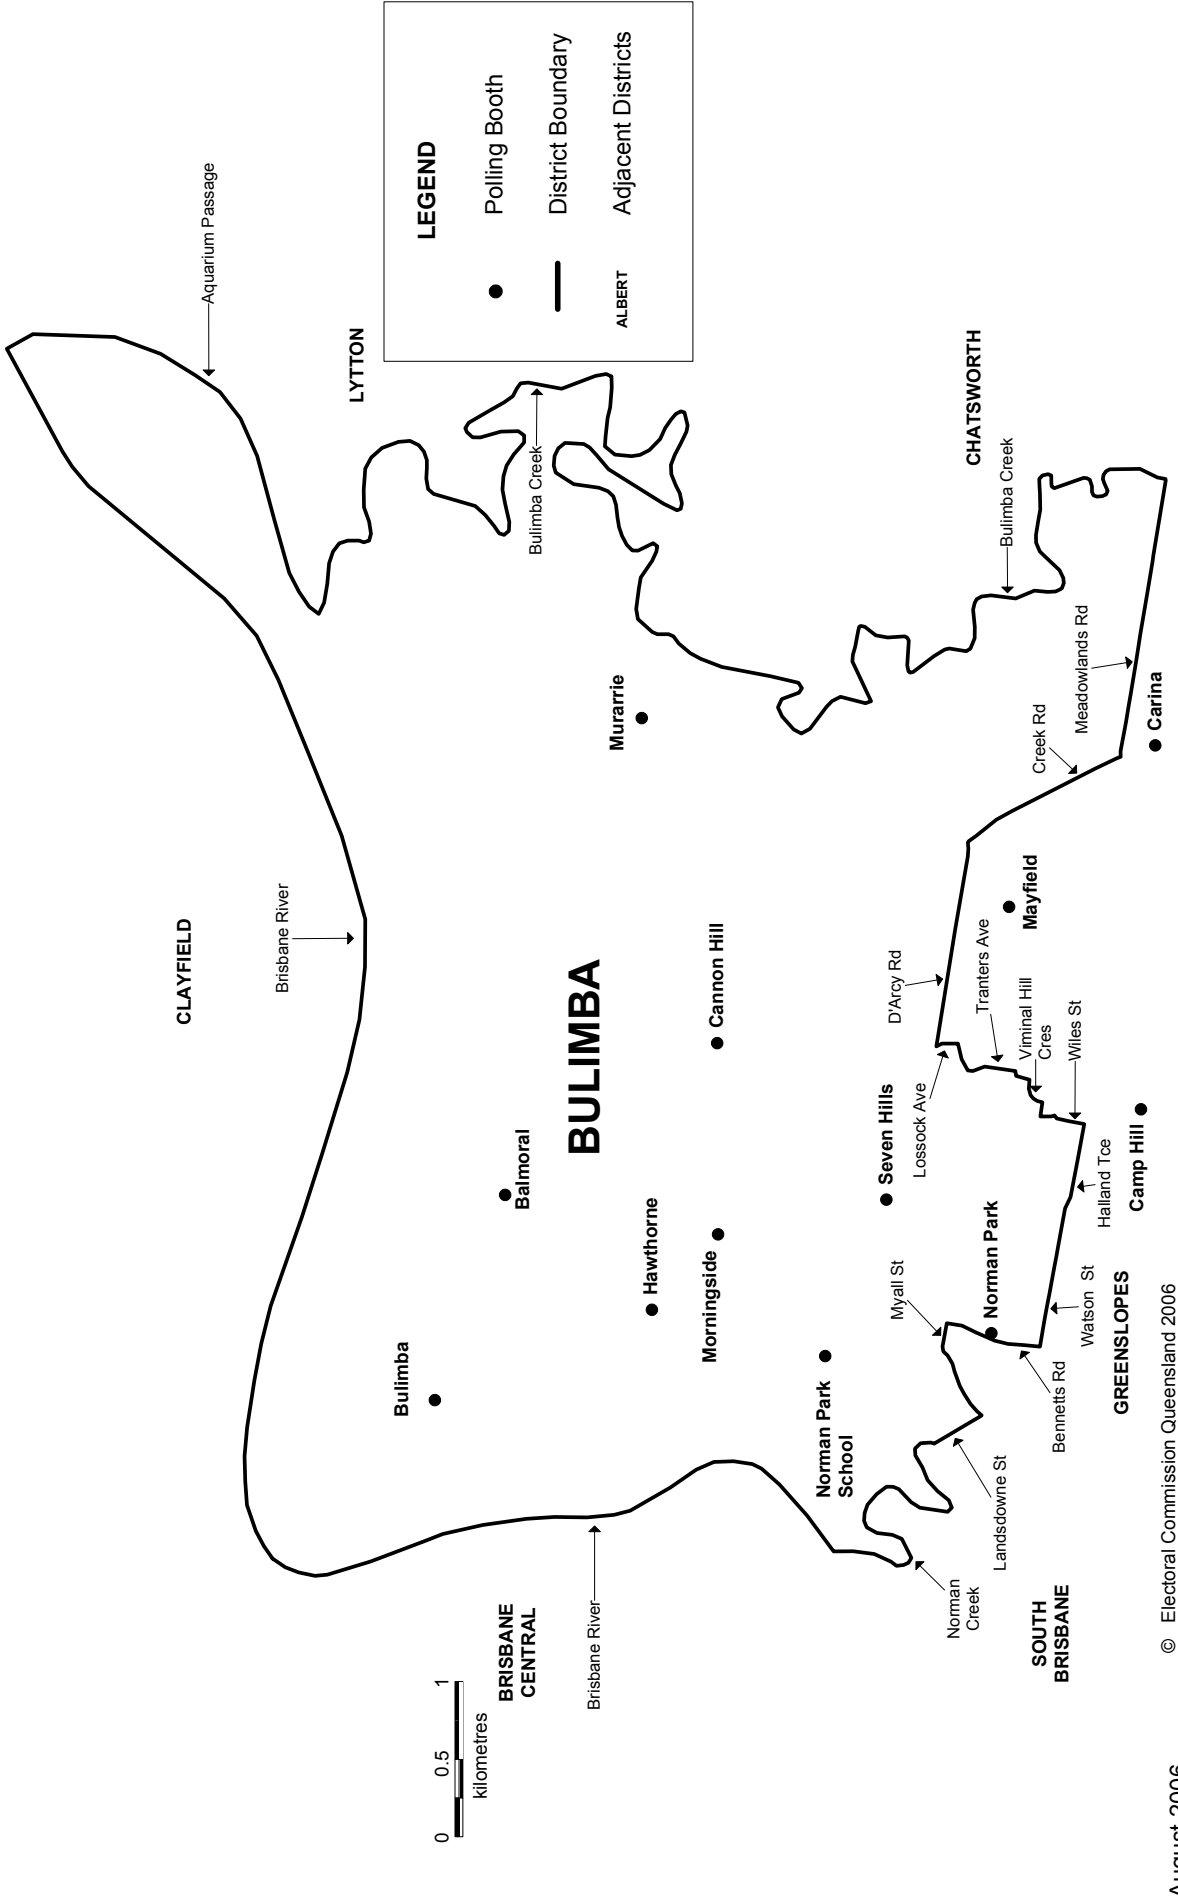 Aquarium Passage
LYTTON
LEGEND
Polling Booth
District Boundary
ALBERT
Adjacent Districts
CLAYFIELD
Brisbane River
Bulimba Creek
CHATSWORTH
Bulimba Creek
Murarrie
Meadowlands Rd
Creek Rd
Carina
BULIMBA
Cannon Hill
Balmoral
Hawthorne
Morningside
Bulimba
Seven Hills
D'Arcy Rd
Mayfield
Tranters Ave
Viminal Hill
Cres
Wiles St
Lossock Ave
Halland Tce
Camp Hill
Norman Park
Myall St
Watson St
GREENSLOPES
Bennetts Rd
Norman Park
School
Landsdowne St
Norman
Creek
SOUTH
BRISBANE
BRISBANE
CENTRAL
Brisbane River
0 0.5 1
kilometres
© Electoral Commission Queensland 2006
August 2006